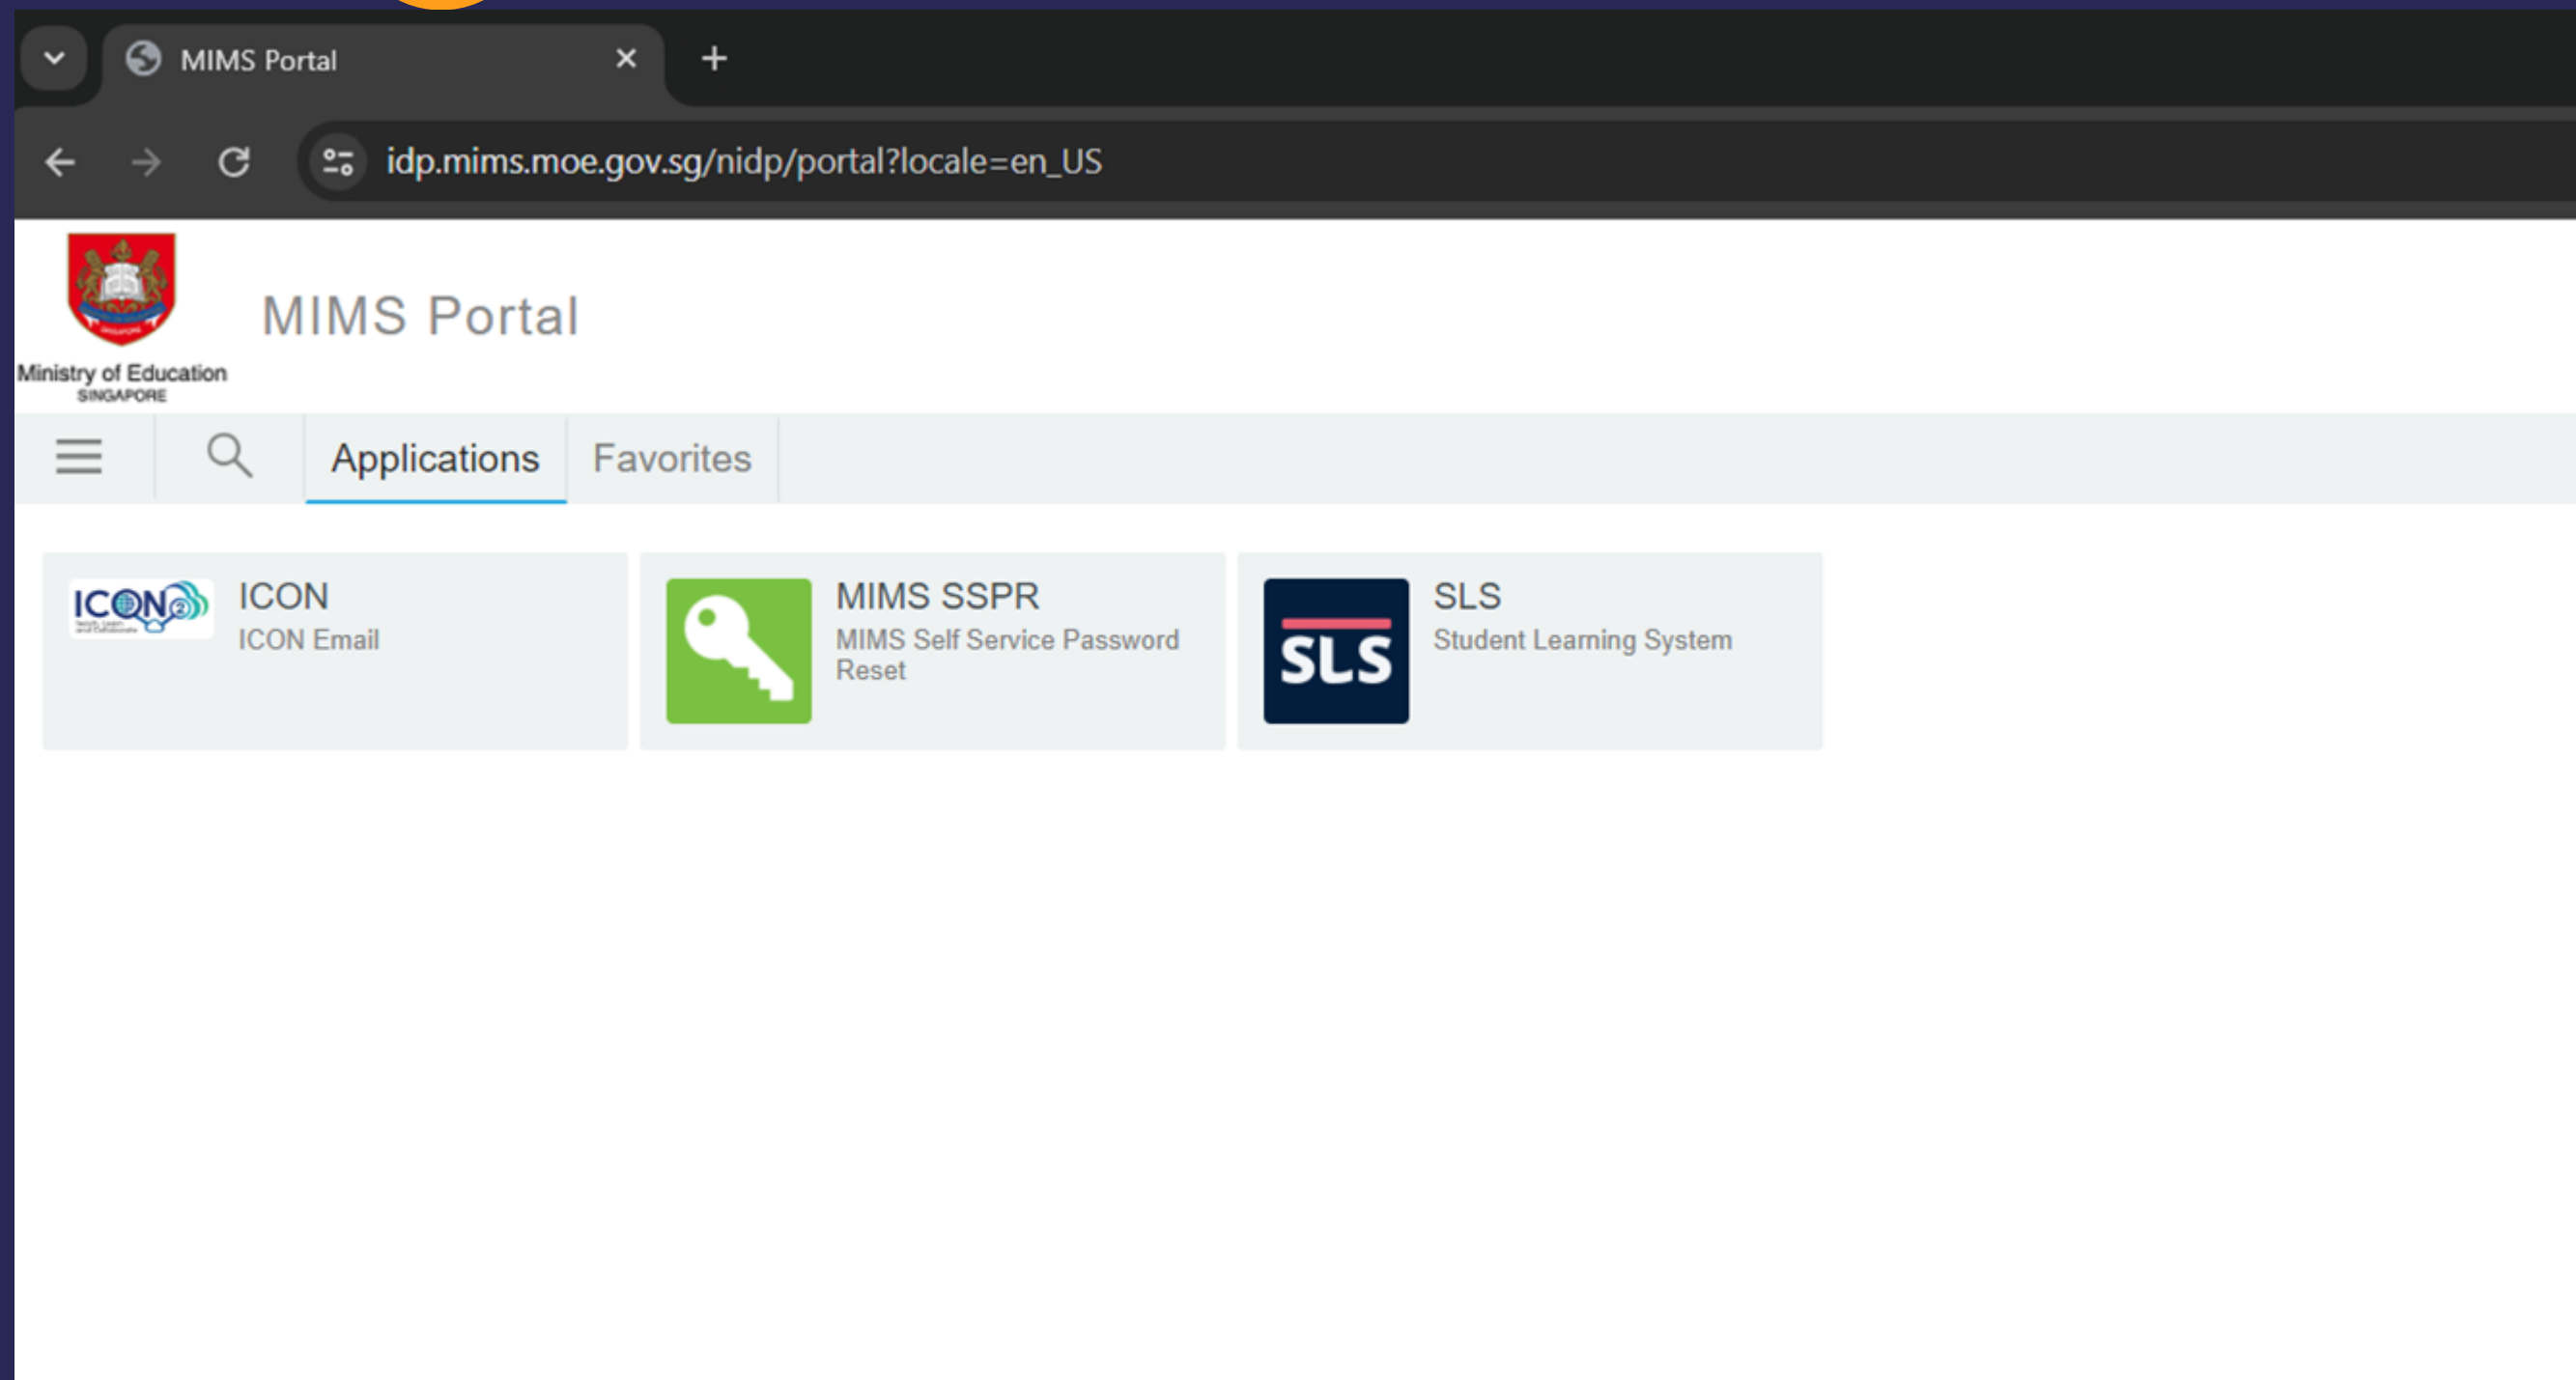 MIMS Portal
idp.mims.moe.gov.sg/nidp/portal?locale=en_US
MIMS Portal
Ministry of Education
SINGAPORE
Applications
Favorites
ICON2
ICON
ICON Email
MIMS SSPR
MIMS Self Service Password
Reset
SLS
SLS
Student Learning System